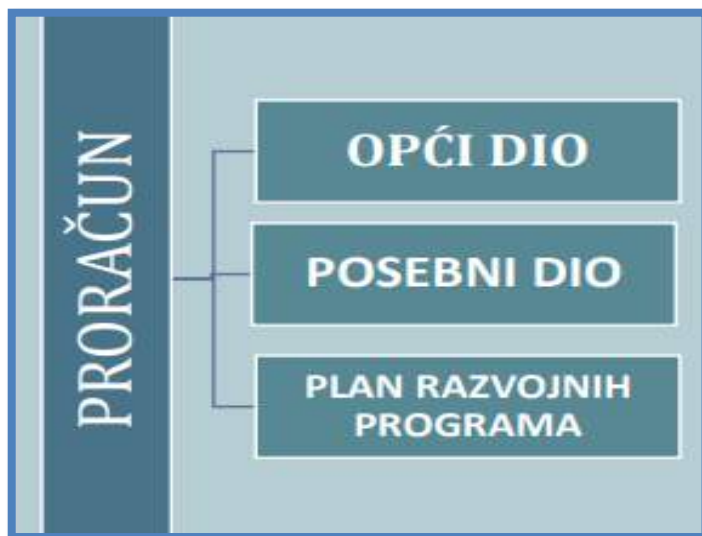 PRORAČUN
OPĆI DIO
POSEBNI DIO
PLAN RAZVOJNIH
PROGRAMA